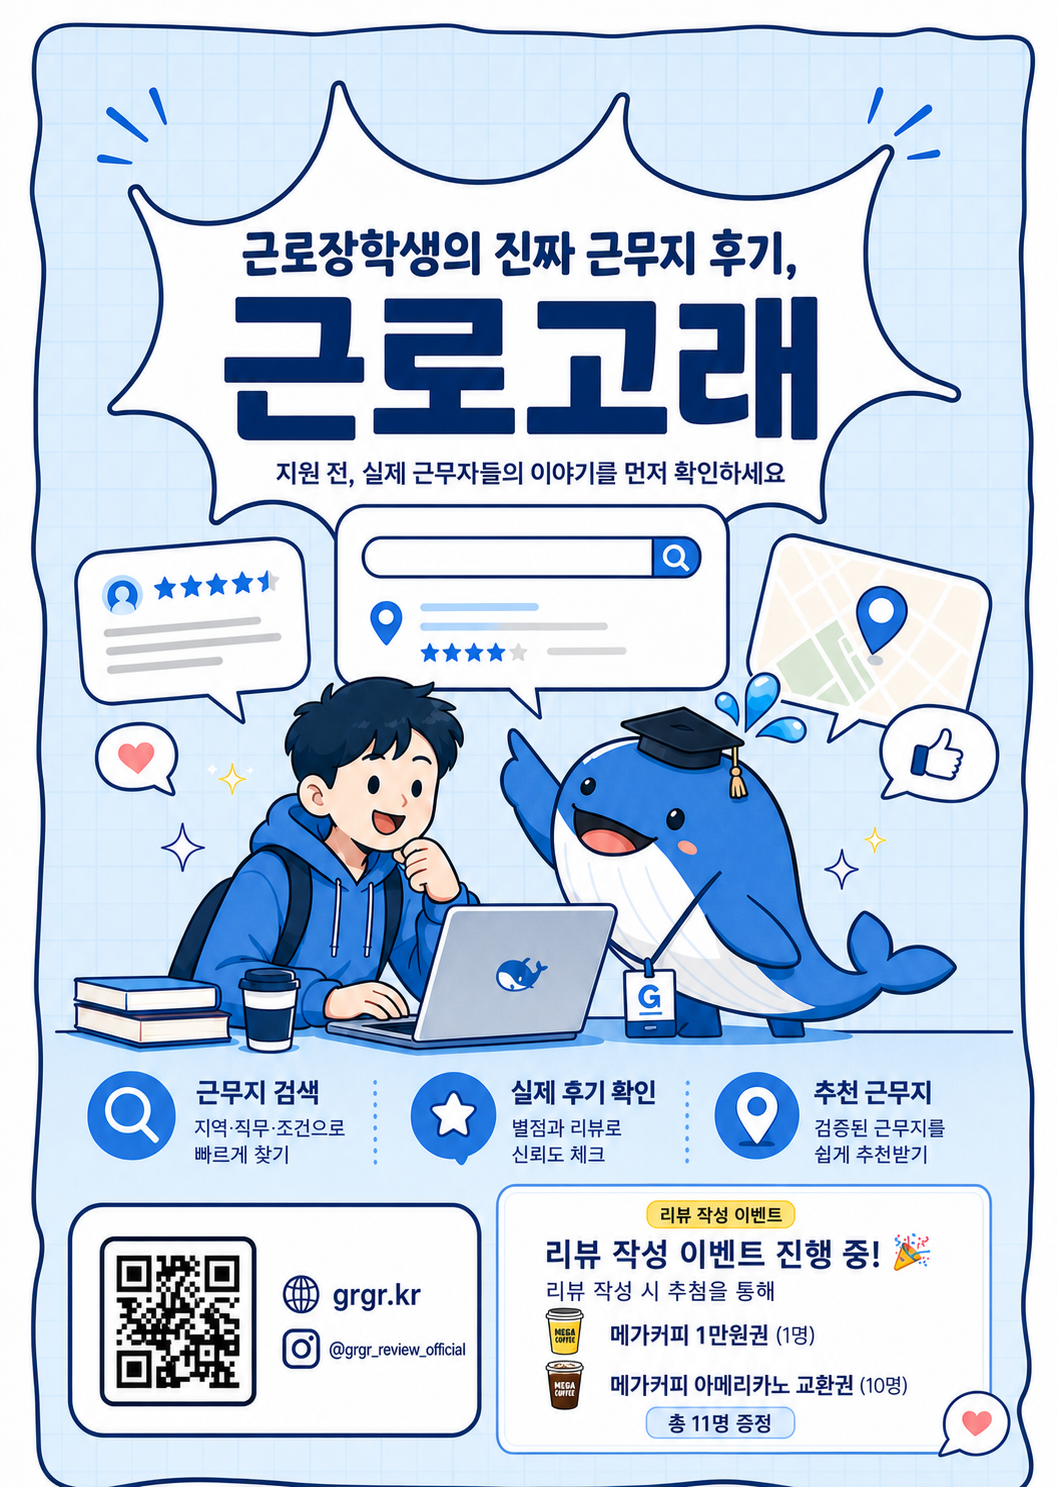 근로장학생의 진짜 근무지 후기,
근로고래
지원 전, 실제 근무자들의 이야기를 먼저 확인하세요
G
근무지 검색
지역·직무·조건으로
빠르게 찾기
실제 후기 확인
별점과 리뷰로
신뢰도 체크
추천 근무지
검증된 근무지를
쉽게 추천받기
grgr.kr
@grgr_review_official
리뷰 작성 이벤트
리뷰 작성 이벤트 진행 중!
리뷰 작성 시 추첨을 통해
MEGA
COFFEE
메가커피 1만원권 (1명)
MEGA
COFFEE
메가커피 아메리카노 교환권 (10명)
총 11명 증정